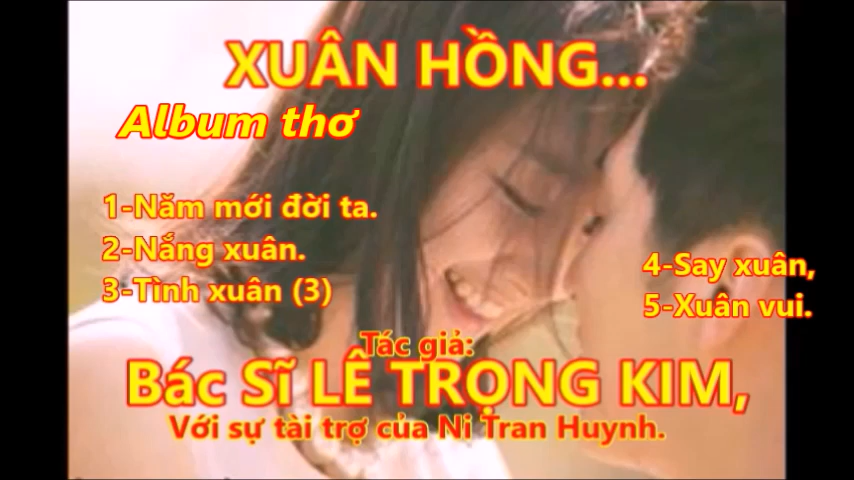 XUÂN HỒNG...
Album thơ
1-Năm mới đời ta.
2-Nắng xuân.
3-Tình xuân (3)
4-Say xuân,
5-Xuân vui.
Tác giả:
Bác Sĩ LÊ TRỌNG KIM,
Với sự tài trợ của Ni Tran Huynh.